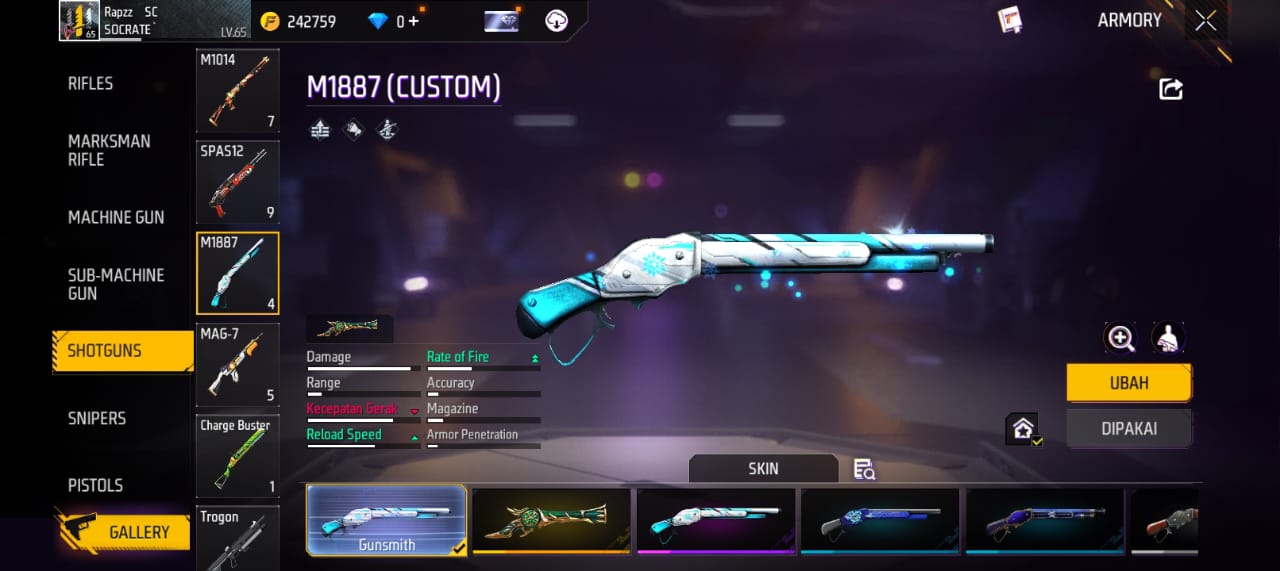 Rapzz SC
SOCRATE
LV.65
65
242759
0 +
ARMORY
RIFLES
MARKSMAN
RIFLE
MACHINE GUN
SUB-MACHINE
GUN
SHOTGUNS
SNIPERS
PISTOLS
GALLERY
M1014
7
SPAS12
9
M1887
4
MAG-7
5
Charge Buster
1
Trogon
M1887 (CUSTOM)
Damage
Rate of Fire
Range
Accuracy
Kecepatan Gerak
Magazine
Reload Speed
Armor Penetration
UBAH
DIPAKAI
SKIN
Gunsmith